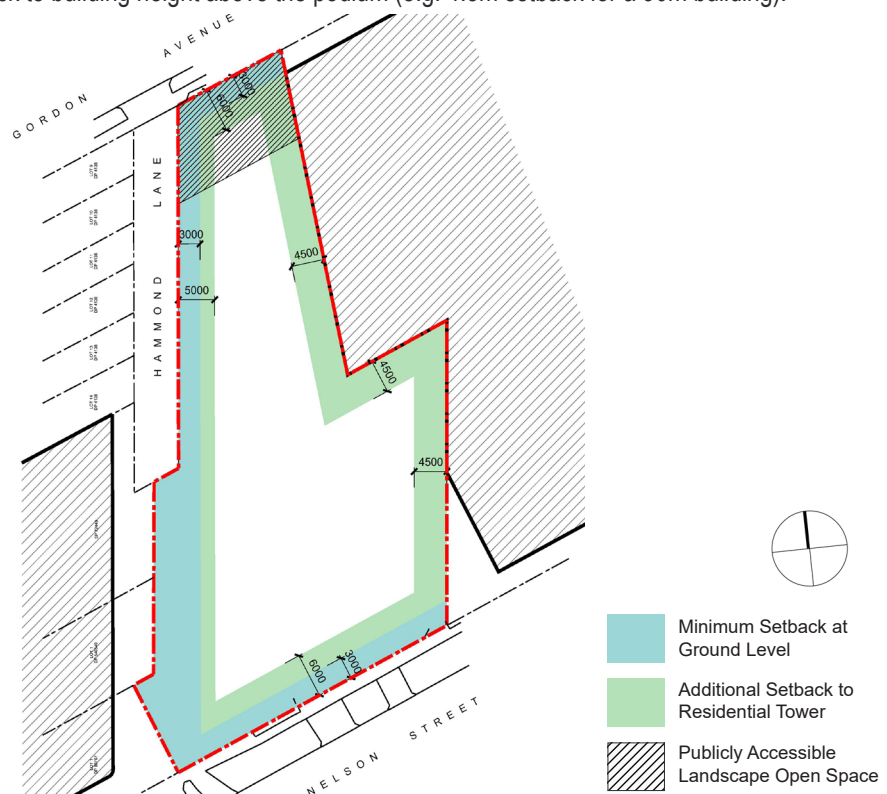 GORDON AVENUE
3000
6000
HAMMOND LANE
3000
4500
5000
4500
4500
6000
3000
NELSON STREET
Minimum Setback at
Ground Level
Additional Setback to
Residential Tower
Publicly Accessible
Landscape Open Space